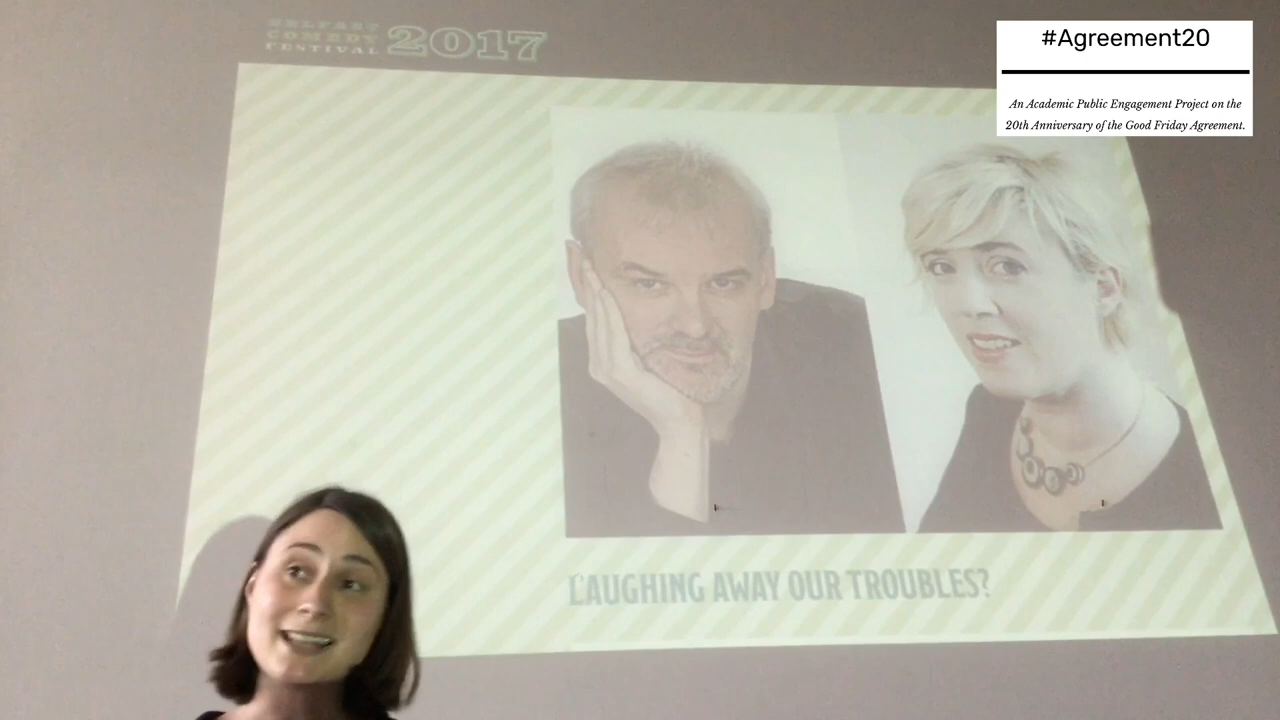 BELFAST
COMEDY
FESTIVAL
2017
#Agreement20
An Academic Public Engagement Project on the
20th Anniversary of the Good Friday Agreement.
LAUGHING AWAY OUR TROUBLES?